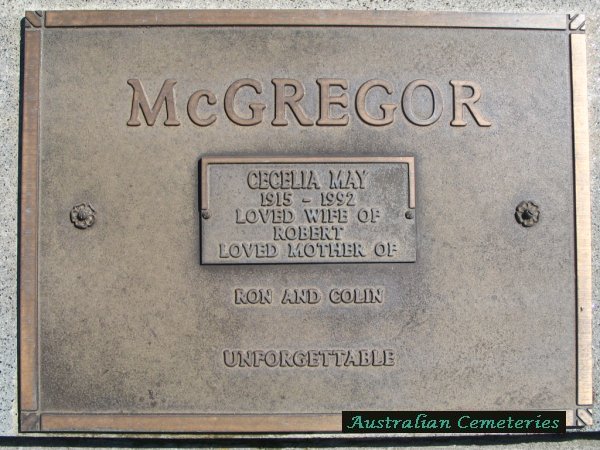 McGREGOR
CECELIA MAY
1915 - 1992
LOVED WIFE OF
ROBERT
LOVED MOTHER OF
RON AND COLIN
UNFORGETTABLE
Australian Cemeteries